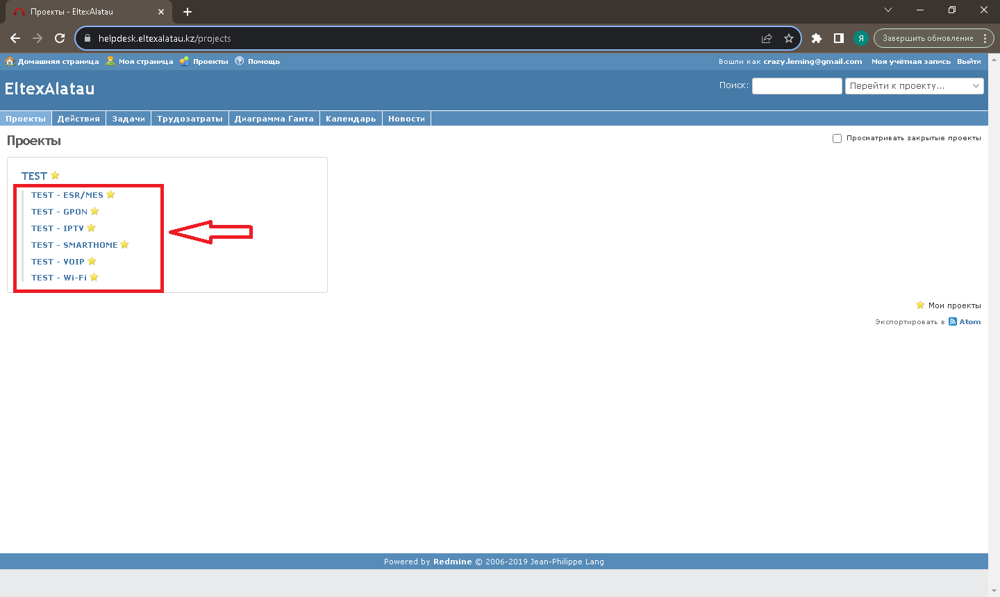 Проекты - EltexAlatau
helpdesk.eltexalatau.kz/projects
Я
Завершить обновление
Домашняя страница Моя страница Проекты Помощь
Вошли как crazy.leming@gmail.com Моя учётная запись Выйти
EltexAlatau
Поиск: Перейти к проекту...
Проекты Действия Задачи Трудозатраты Диаграмма Ганта Календарь Новости
Проекты
Просматривать закрытые проекты
TEST
TEST - ESR/MES
TEST - GPON
TEST - IPTV
TEST - SMARTHOME
TEST - VOIP
TEST - Wi-Fi
Мои проекты
Экспортировать в Atom
Powered by Redmine © 2006-2019 Jean-Philippe Lang